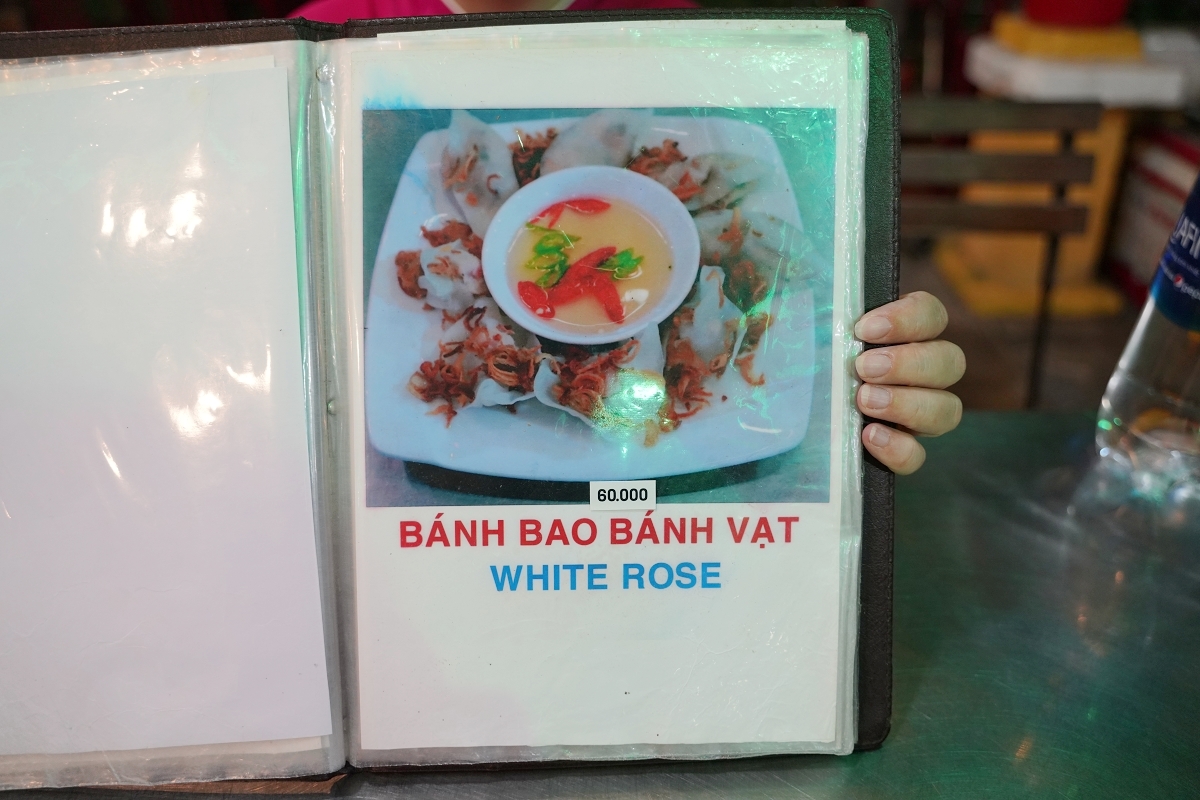 60.000
BÁNH BAO BÁNH VẠT
WHITE ROSE